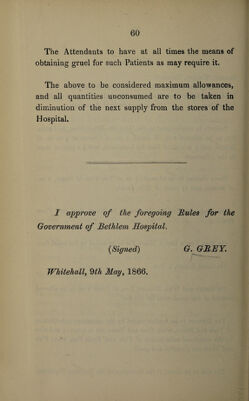 60
The Attendants to have at all times the means of
obtaining gruel for such Patients as may require it.
The above to be considered maximum allowances,
and all quantities unconsumed are to be taken in
diminution of the next supply from the stores of the
Hospital.
I approve of the foregoing Rules for the
Government of Bethlem Hospital.
(Signed) G. GREY.
Whitehall, 9th May, 1866.